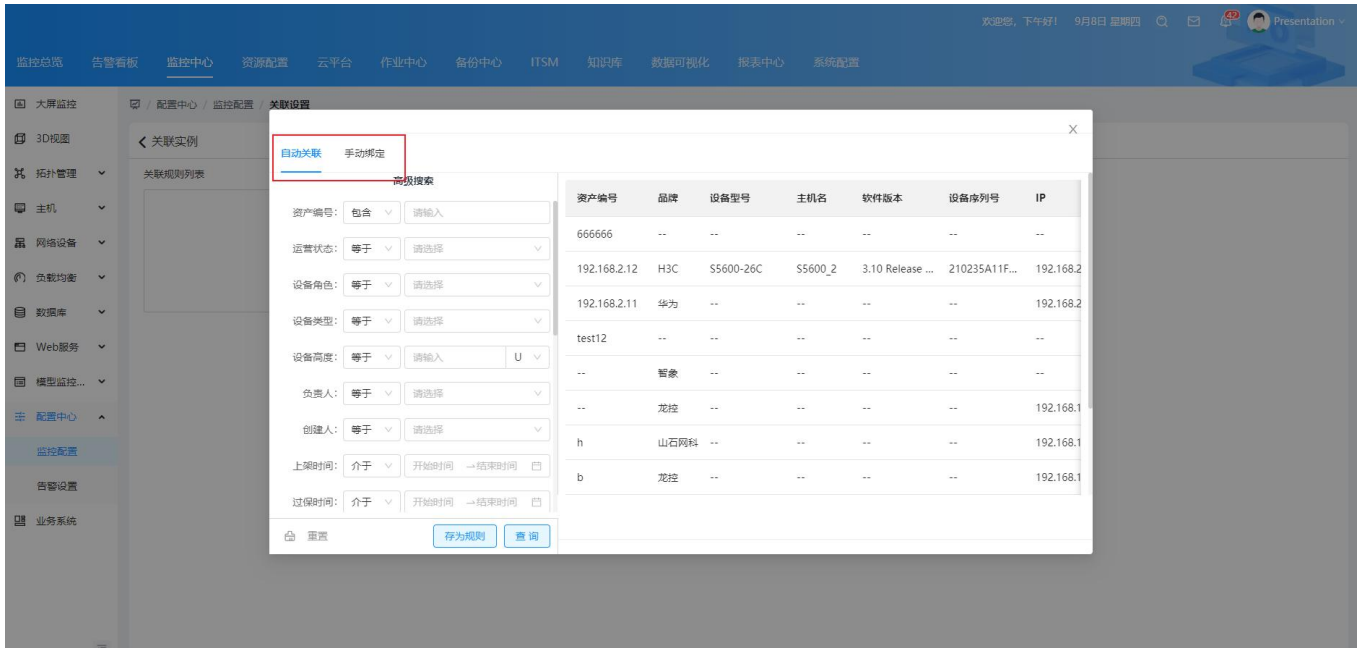 欢迎您，下午好！ 9月8日 星期四 42 Presentation
监控总览 告警看板 监控中心 资源配置 云平台 作业中心 备份中心 ITSM 知识库 数据可视化 报表中心 系统配置
大屏监控
3D视图
拓扑管理
主机
网络设备
负载均衡
数据库
Web服务
模型监控...
配置中心
监控配置
告警设置
业务系统
/ 配置中心 / 监控配置 / 关联设置
关联实例
关联规则列表
X
自动关联 手动绑定
高级搜索
资产编号： 包含 请输入
运营状态： 等于 请选择
设备角色： 等于 请选择
设备类型： 等于 请选择
设备高度： 等于 请输入 U
负责人： 等于 请选择
创建人： 等于 请选择
上架时间： 介于 开始时间 → 结束时间
过保时间： 介于 开始时间 → 结束时间
重置 存为规则 查 询
资产编号 品牌 设备型号 主机名 软件版本 设备序列号 IP
666666 -- -- -- -- -- --
192.168.2.12 H3C S5600-26C S5600_2 3.10 Release ... 210235A11F... 192.168.2
192.168.2.11 华为 -- -- -- -- 192.168.2
test12 -- -- -- -- -- --
-- 智象 -- -- -- -- --
-- 龙控 -- -- -- -- 192.168.1
h 山石网科 -- -- -- -- 192.168.1
b 龙控 -- -- -- -- 192.168.1